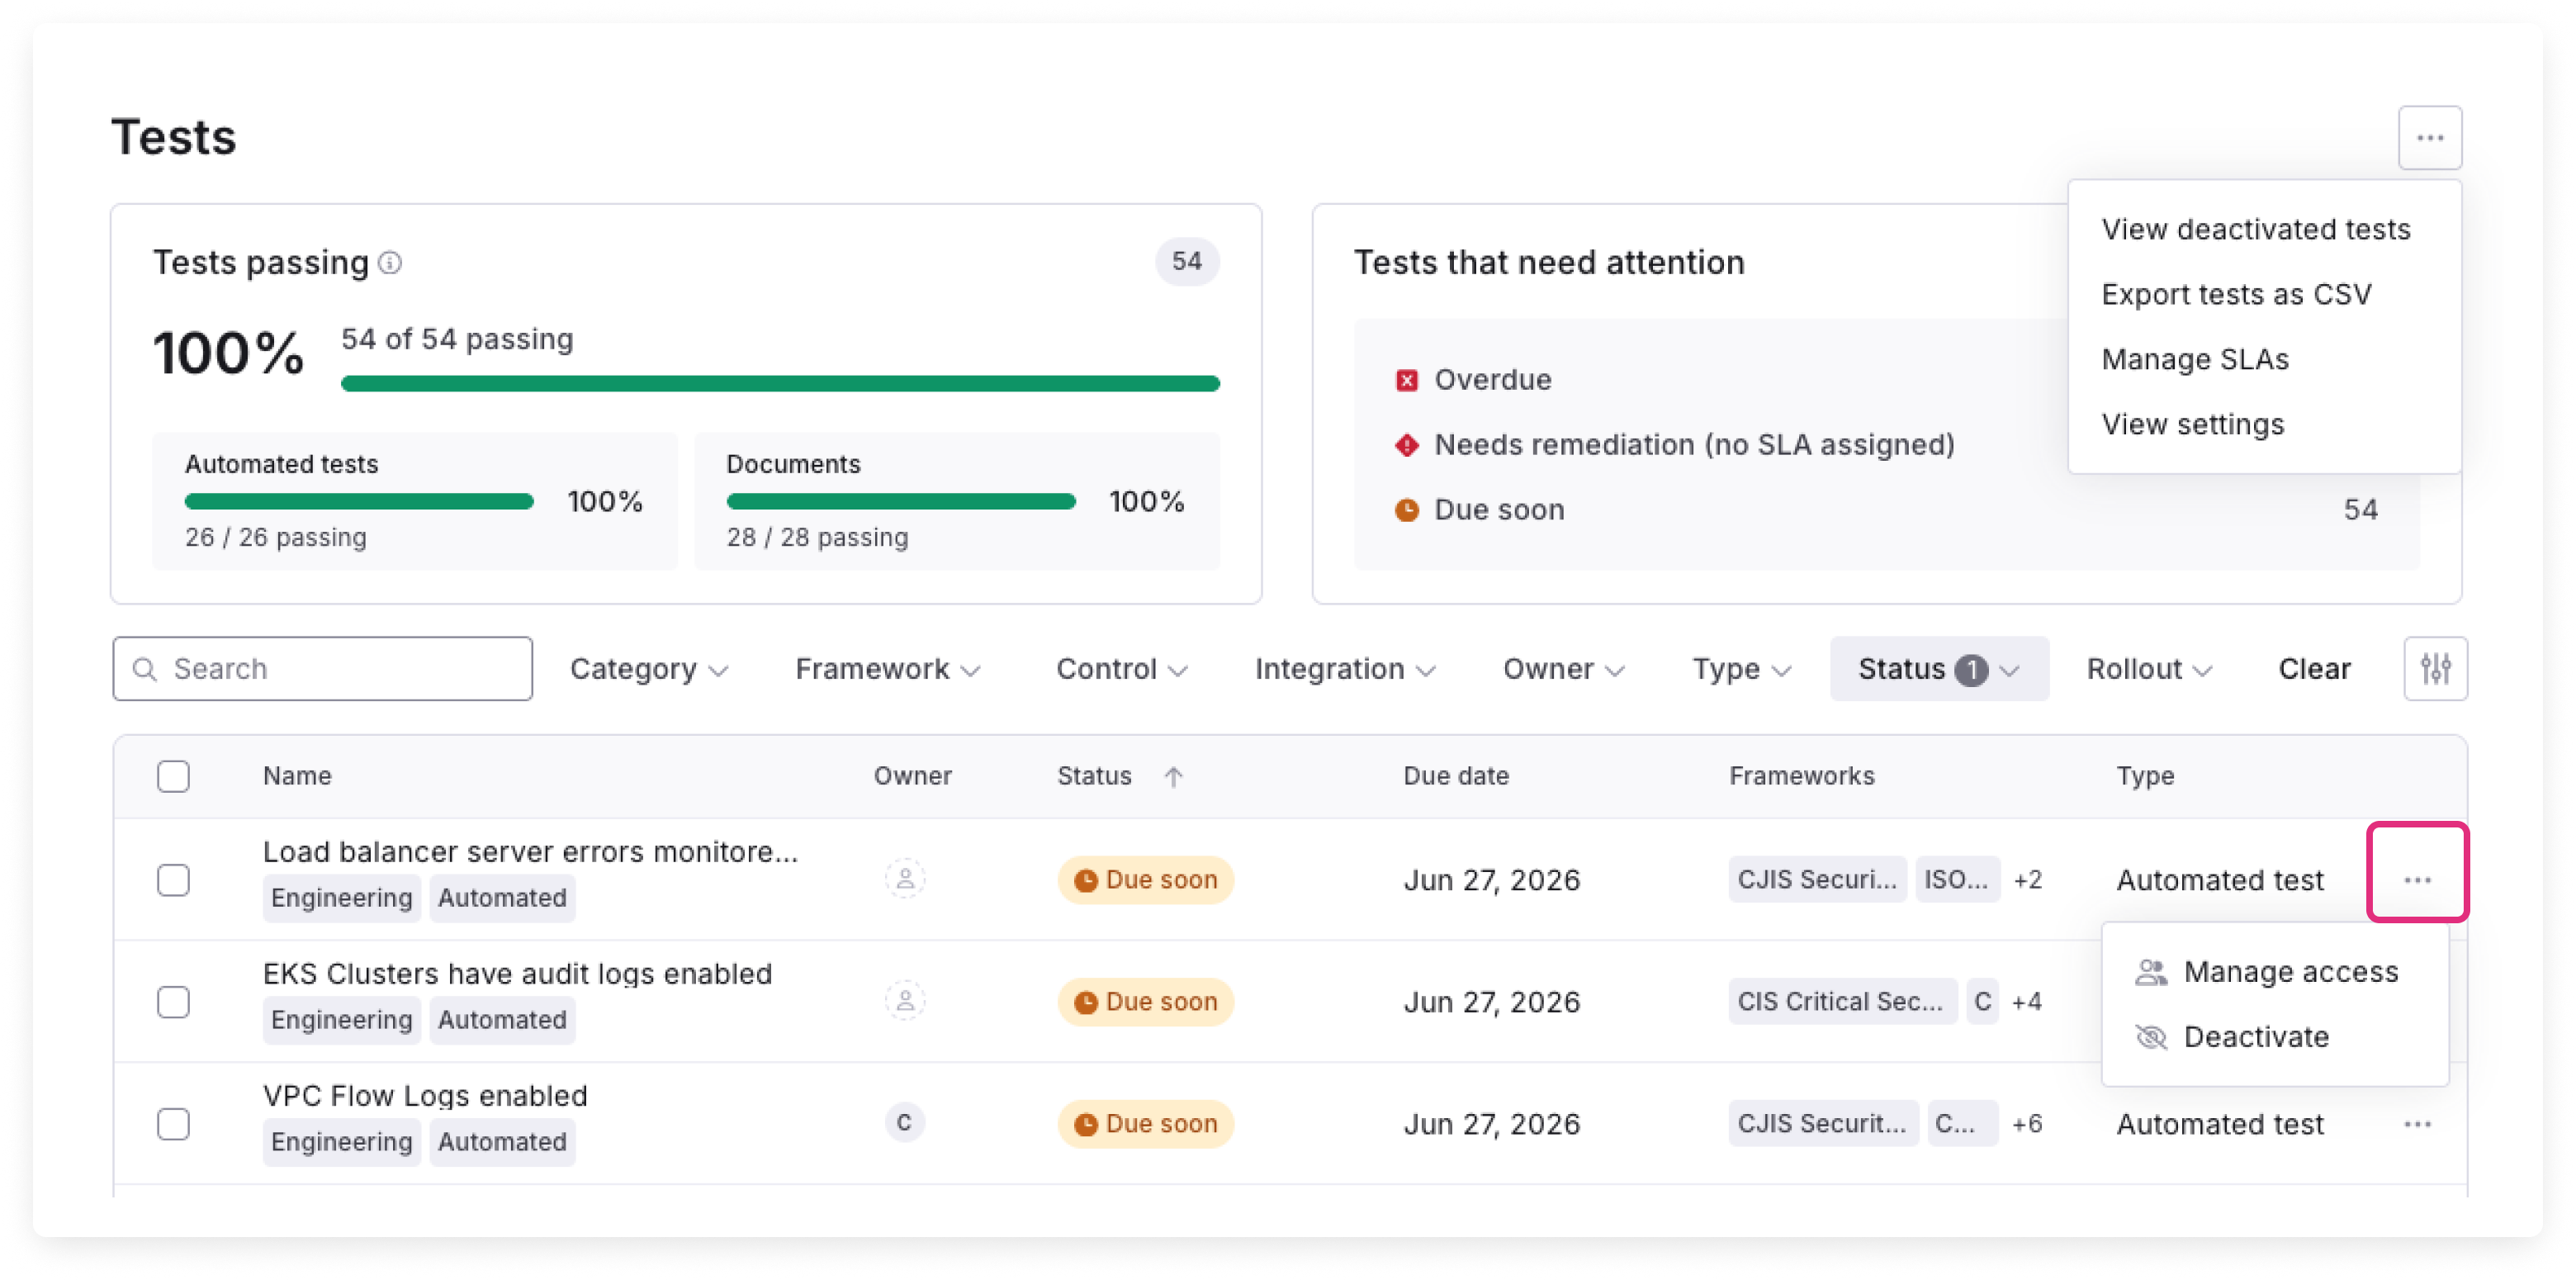 Tests
Tests passing
54
100%
54 of 54 passing
Automated tests
100%
26 / 26 passing
Documents
100%
28 / 28 passing
Tests that need attention
Overdue
Needs remediation (no SLA assigned)
Due soon
54
View deactivated tests
Export tests as CSV
Manage SLAs
View settings
Search
Category
Framework
Control
Integration
Owner
Type
Status 1
Rollout
Clear
Name Owner Status Due date Frameworks Type
Load balancer server errors monitore...
Engineering Automated
Due soon Jun 27, 2026 CJIS Securi... ISO... +2 Automated test
EKS Clusters have audit logs enabled
Engineering Automated
Due soon Jun 27, 2026 CIS Critical Sec... C +4
Manage access
Deactivate
VPC Flow Logs enabled
Engineering Automated
C Due soon Jun 27, 2026 CJIS Securit... C... +6 Automated test